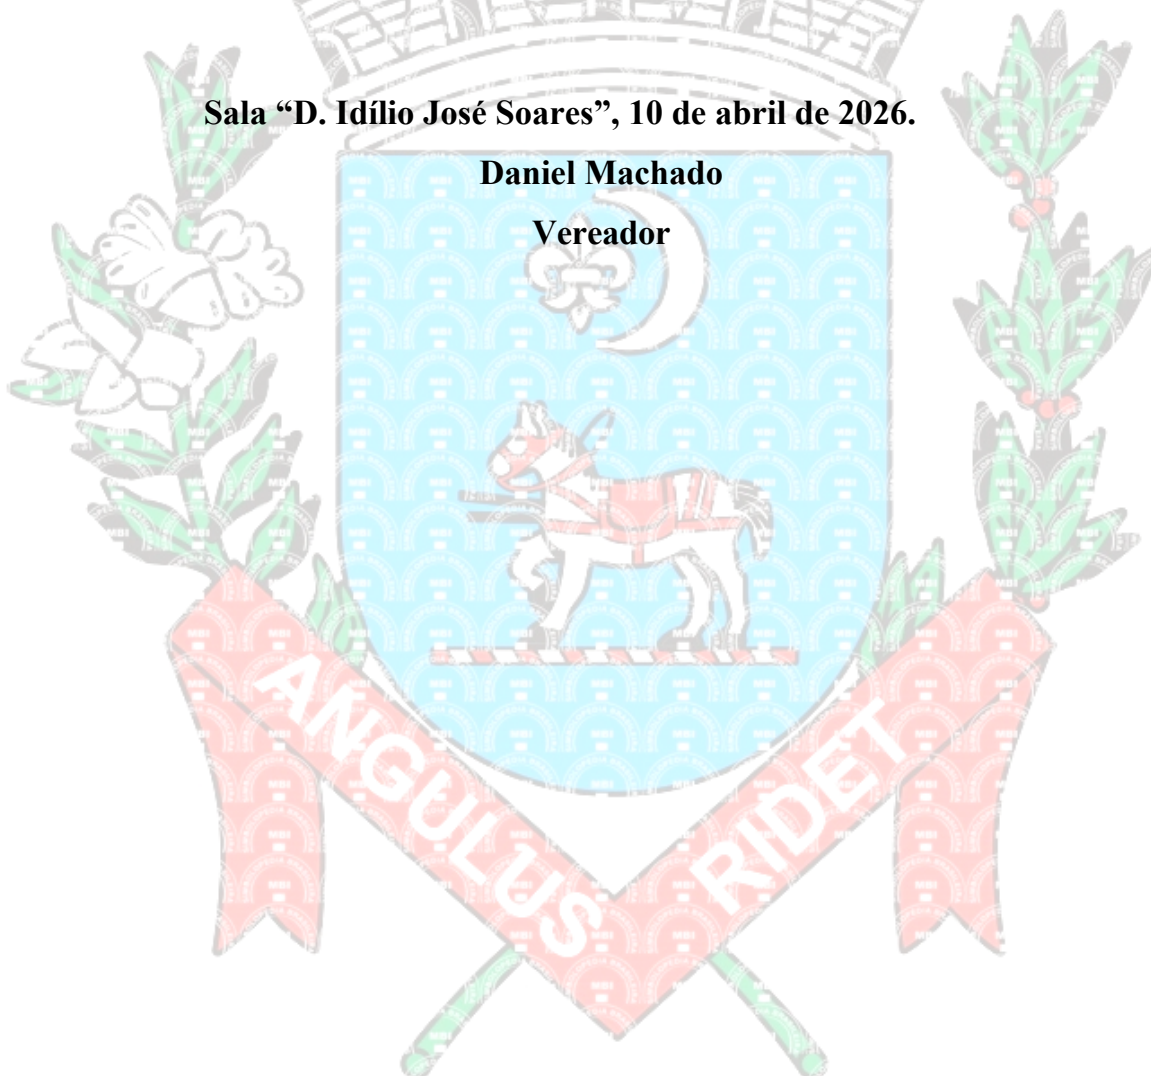 Sala “D. Idílio José Soares”, 10 de abril de 2026.
Daniel Machado
Vereador
ANGULUS RIDET